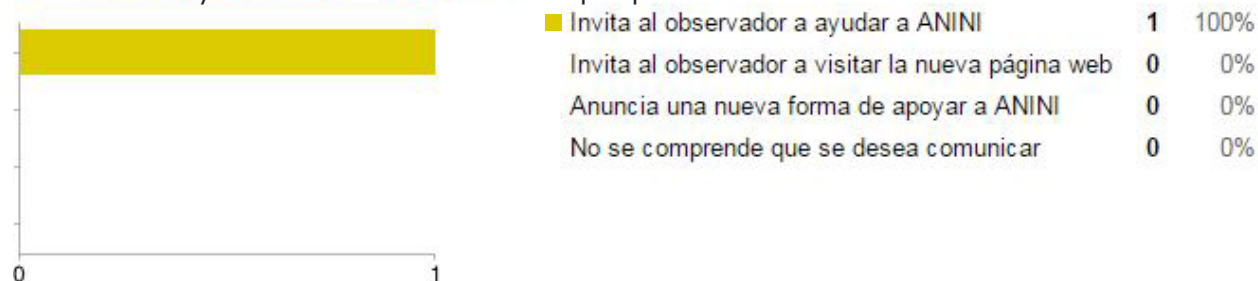 Invita al observador a ayudar a ANINI 1 100%
Invita al observador a visitar la nueva página web 0 0%
Anuncia una nueva forma de apoyar a ANINI 0 0%
No se comprende que se desea comunicar 0 0%
0 1